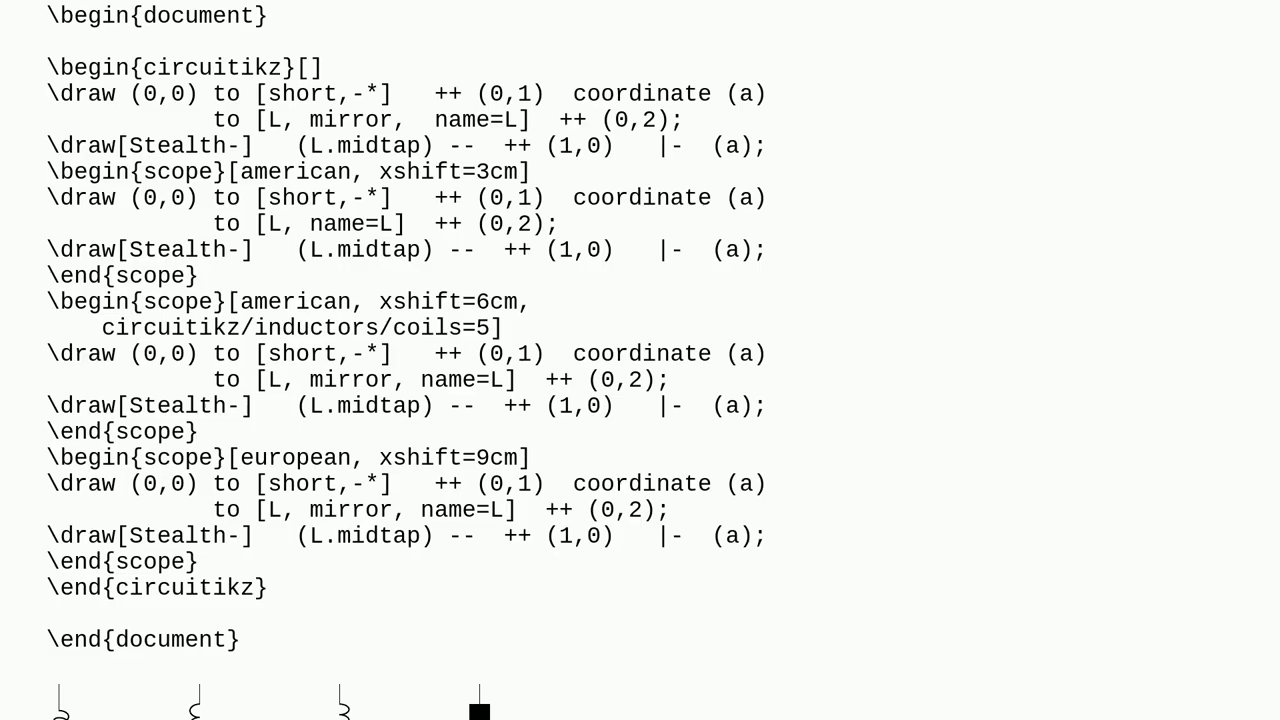 \begin{document}

\begin{circuitikz}[]
\draw (0,0) to [short,-*]   ++ (0,1)  coordinate (a)
            to [L, mirror,  name=L]  ++ (0,2);
\draw[Stealth-]   (L.midtap) --  ++ (1,0)   |-  (a);
\begin{scope}[american, xshift=3cm]
\draw (0,0) to [short,-*]   ++ (0,1)  coordinate (a)
            to [L, name=L]  ++ (0,2);
\draw[Stealth-]   (L.midtap) --  ++ (1,0)   |-  (a);
\end{scope}
\begin{scope}[american, xshift=6cm,
    circuitikz/inductors/coils=5]
\draw (0,0) to [short,-*]   ++ (0,1)  coordinate (a)
            to [L, mirror, name=L]  ++ (0,2);
\draw[Stealth-]   (L.midtap) --  ++ (1,0)   |-  (a);
\end{scope}
\begin{scope}[european, xshift=9cm]
\draw (0,0) to [short,-*]   ++ (0,1)  coordinate (a)
            to [L, mirror, name=L]  ++ (0,2);
\draw[Stealth-]   (L.midtap) --  ++ (1,0)   |-  (a);
\end{scope}
\end{circuitikz}

\end{document}